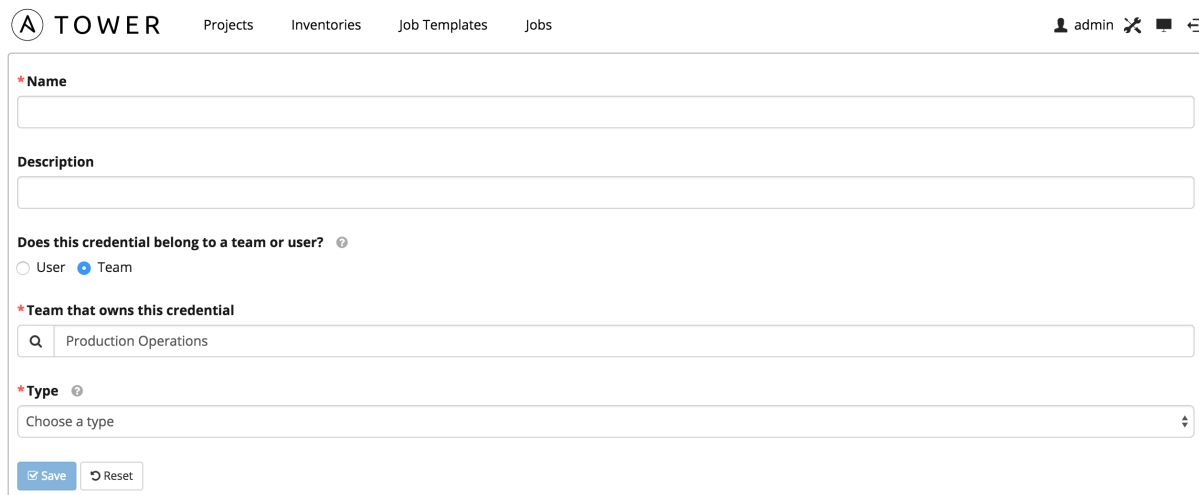 A TOWER Projects Inventories Job Templates Jobs admin
* Name
Description
Does this credential belong to a team or user? ?
User Team
* Team that owns this credential
Production Operations
* Type ?
Choose a type
Save Reset